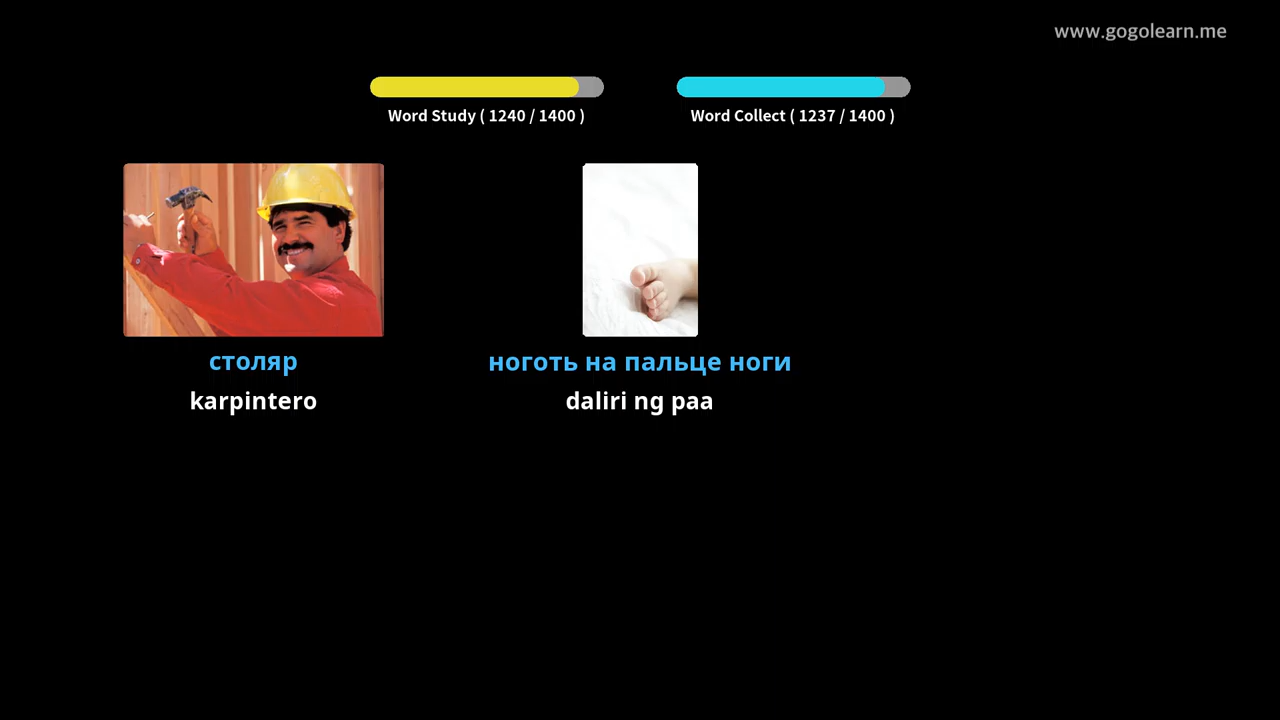 www.gogolearn.me
Word Study ( 1240 / 1400 )
Word Collect ( 1237 / 1400 )
столяр
karpintero
ноготь на пальце ноги
daliri ng paa